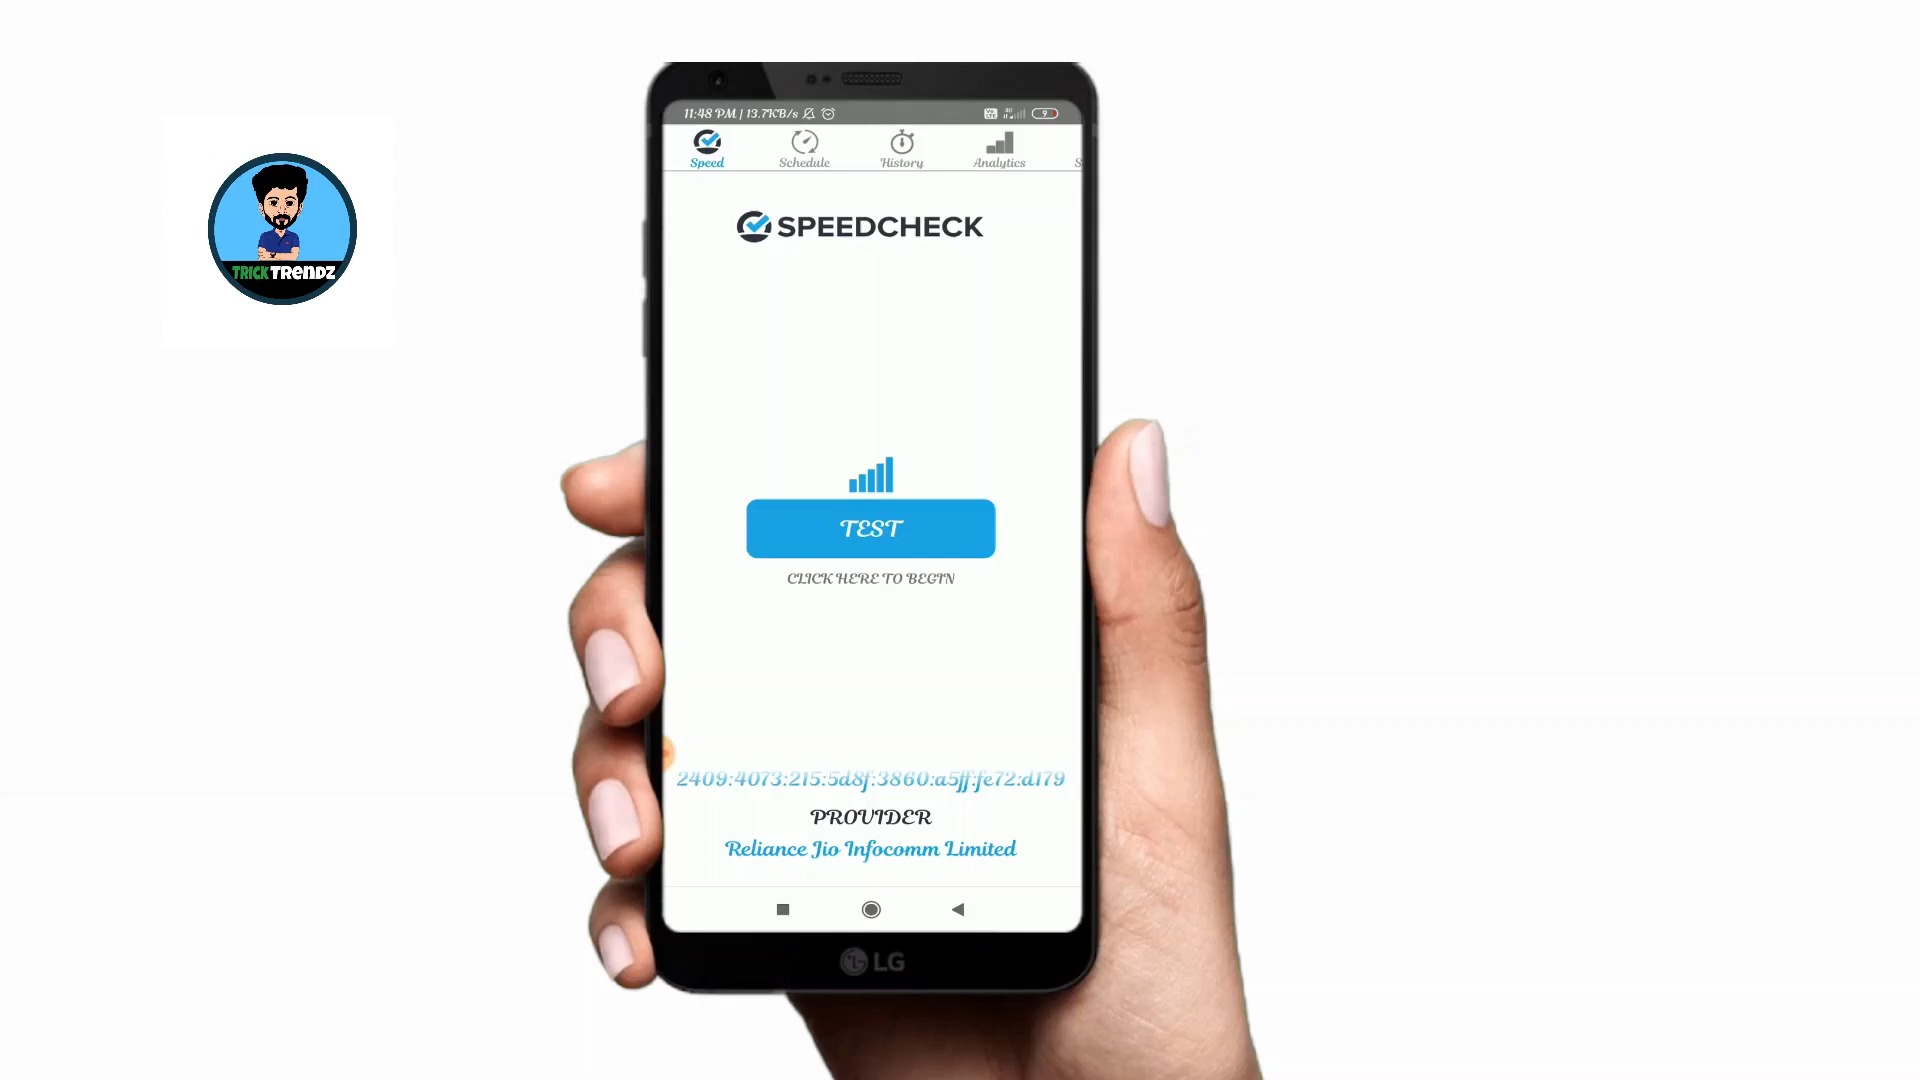 11:48 PM | 13.7KB/s
9
Speed
Schedule
History
Analytics
S
SPEEDCHECK
TRICK TRENDZ
TEST
CLICK HERE TO BEGIN
2409:4073:215:5d8f:3860:a5ff:fe72:d179
PROVIDER
Reliance Jio Infocomm Limited
LG